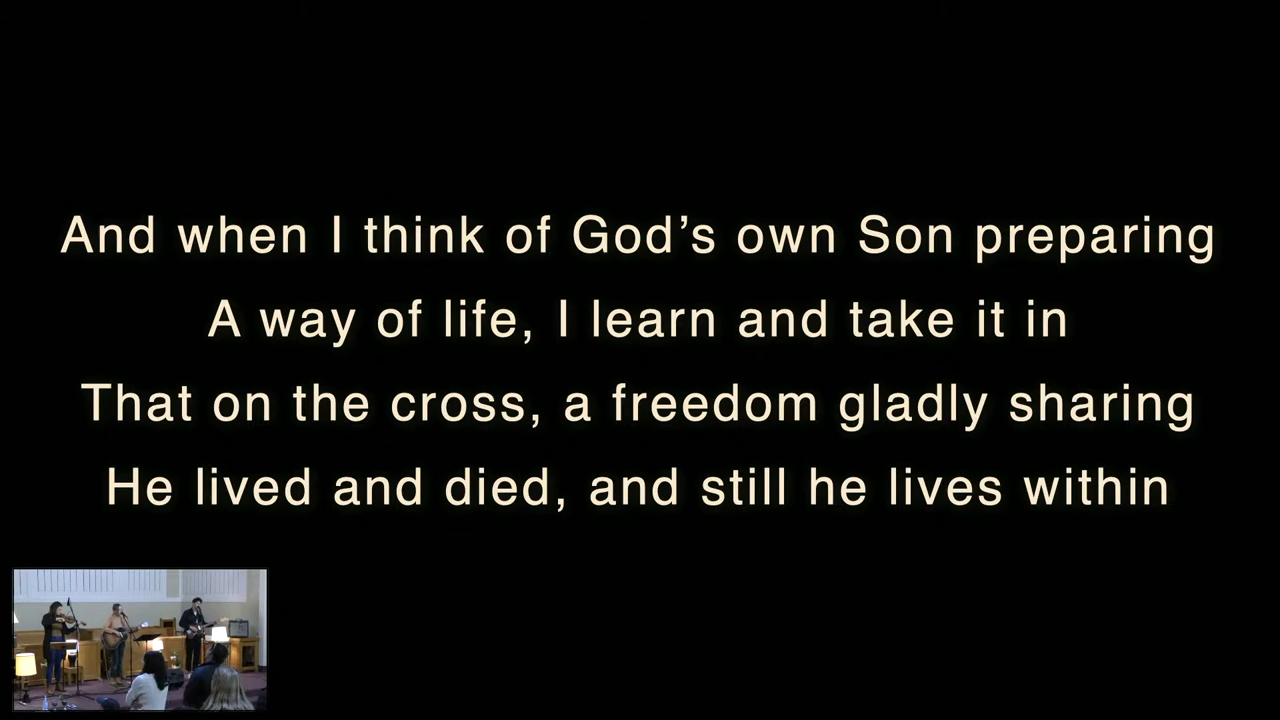 And when I think of God’s own Son preparing
A way of life, I learn and take it in
That on the cross, a freedom gladly sharing
He lived and died, and still he lives within